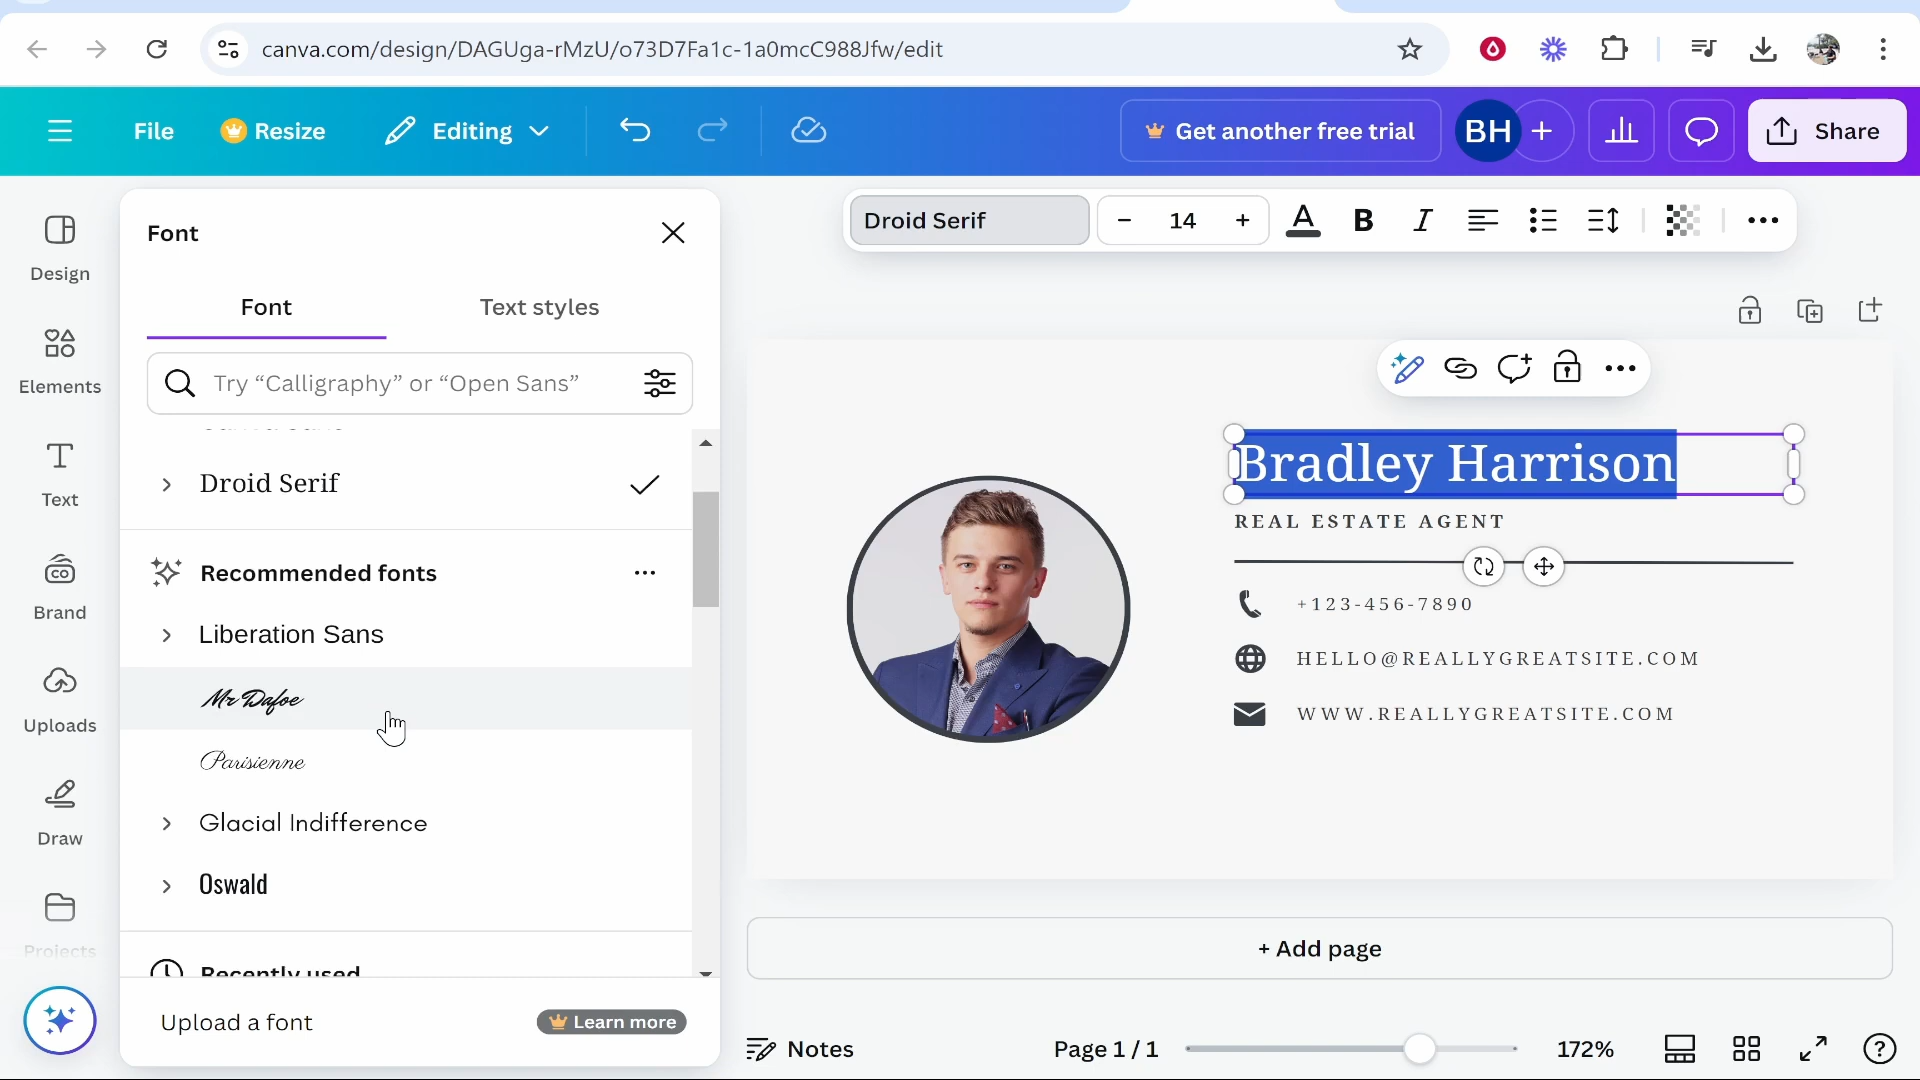 canva.com/design/DAGUga-rMzU/o73D7Fa1c-1a0mcC988Jfw/edit
File
Resize
Editing
Get another free trial
BH
Share
Design
Elements
Text
CO
Brand
Uploads
Draw
Projects
Font
Font
Text styles
Try “Calligraphy” or “Open Sans”
Droid Serif
Recommended fonts
Liberation Sans
Mr Dafoe
Parisienne
Glacial Indifference
Oswald
Recently used
Upload a font
Learn more
Droid Serif
14
A
B
I
Bradley Harrison
REAL ESTATE AGENT
+123-456-7890
HELLO@REALLYGREATSITE.COM
WWW.REALLYGREATSITE.COM
+ Add page
Notes
Page 1 / 1
172%